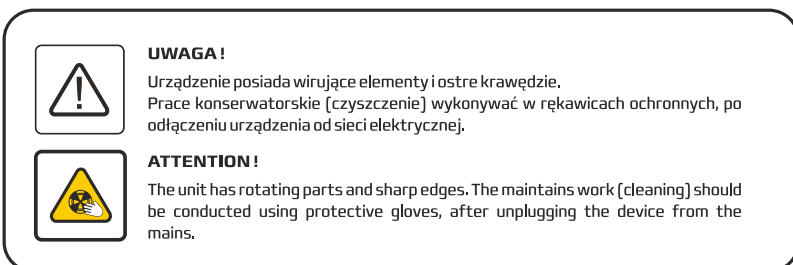 UWAGA!
Urządzenie posiada wirujące elementy i ostre krawędzie.
Prace konserwatorskie (czyszczenie) wykonywać w rękawicach ochronnych, po
odłączeniu urządzenia od sieci elektrycznej.
ATTENTION!
The unit has rotating parts and sharp edges. The maintains work (cleaning) should
be conducted using protective gloves, after unplugging the device from the
mains.